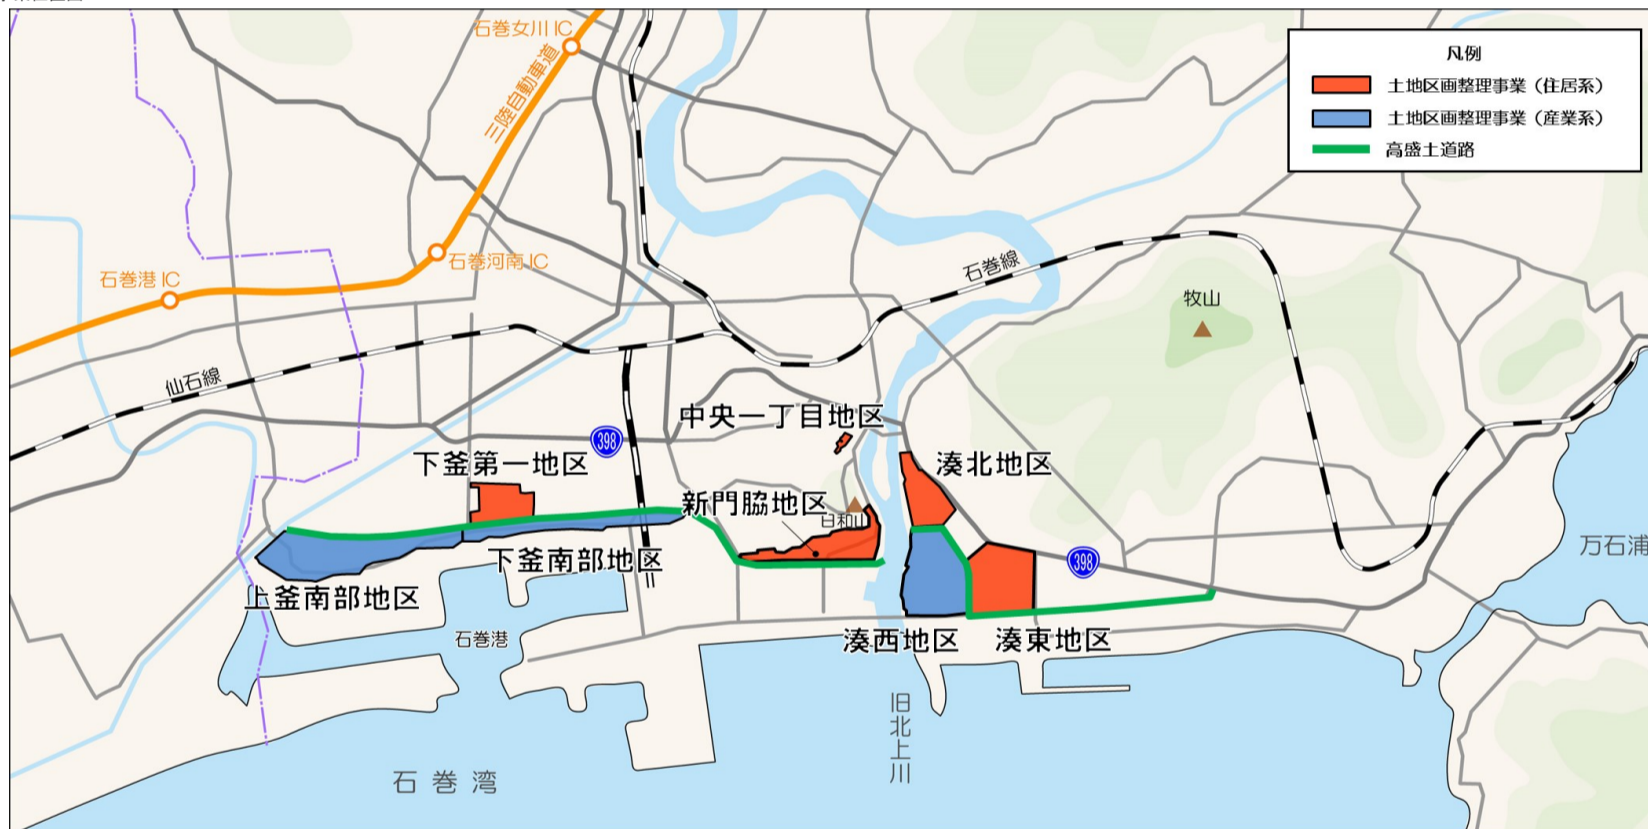 石巻女川IC
三陸自動車道
凡例
土地区画整理事業（住居系）
土地区画整理事業（産業系）
高盛土道路
石巻港IC
石巻河南IC
石巻線
牧山
仙石線
中央一丁目地区
398
下釜第一地区
湊北地区
新門脇地区
日和山
398
万石浦
下釜南部地区
上釜南部地区
石巻港
湊西地区
湊東地区
旧北上川
石巻湾